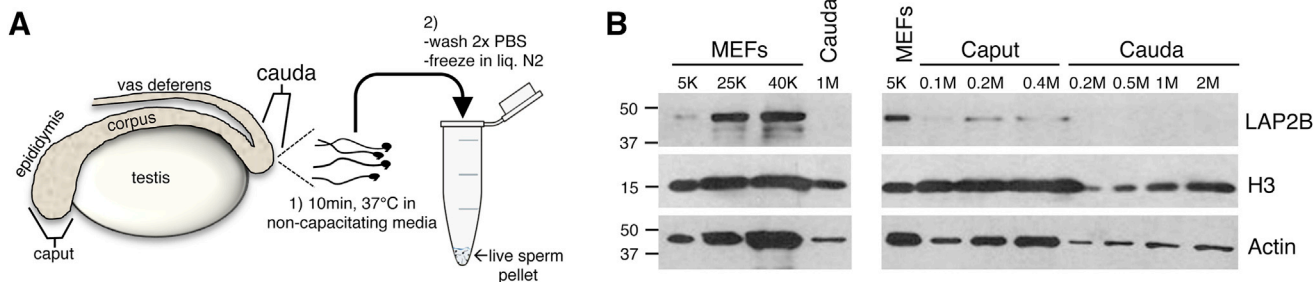 A
epididymis
vas deferens
corpus
testis
caput
cauda
1) 10min, 37°C in
non-capacitating media
2)
-wash 2x PBS
-freeze in liq. N2
live sperm
pellet
B
MEFs
Cauda
5K 25K 40K 1M
50
37
15
50
37
MEFs
Caput
Cauda
5K 0.1M 0.2M 0.4M 0.2M 0.5M 1M 2M
LAP2B
H3
Actin